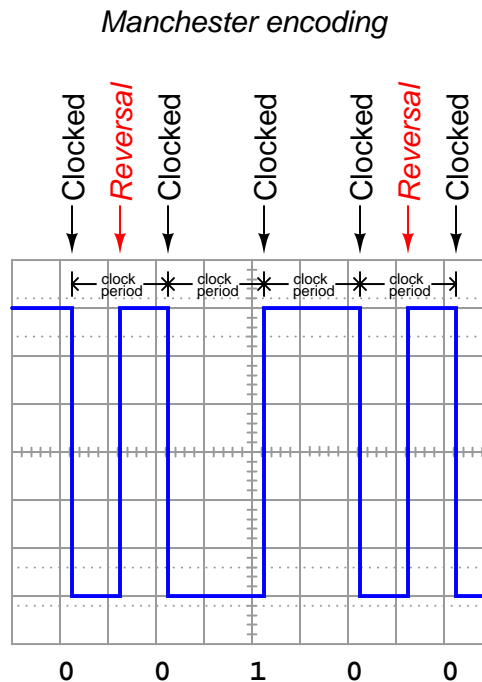 Manchester encoding
Clocked
Reversal
Clocked
Clocked
Clocked
Reversal
Clocked
clock
period
clock
period
clock
period
clock
period
0 0 1 0 0